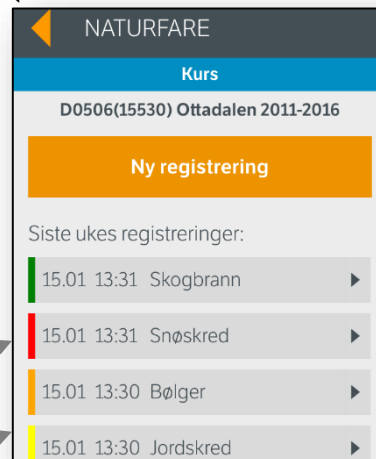 NATURFARE
Kurs
D0506(15530) Ottadalen 2011-2016
Ny registrering
Siste ukes registreringer:
15.01 13:31 Skogbrann
15.01 13:31 Snøskred
15.01 13:30 Bølger
15.01 13:30 Jordskred